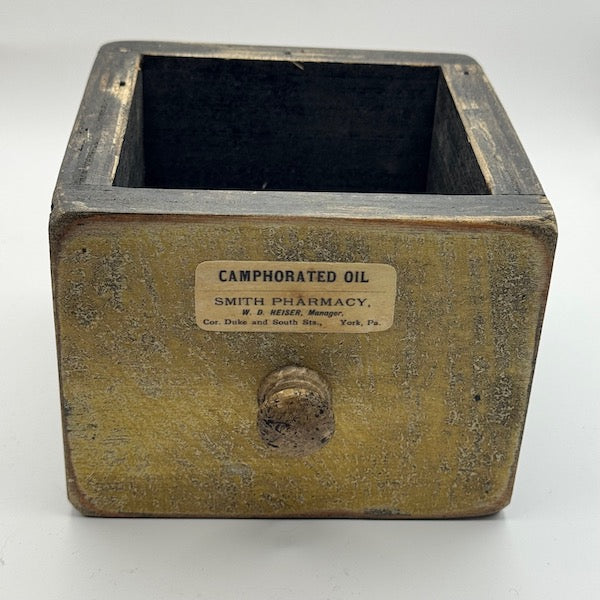 CAMPHORATED OIL
SMITH PHARMACY,
W. D. HEISER, Manager,
Cor. Duke and South Sts., York, Pa.